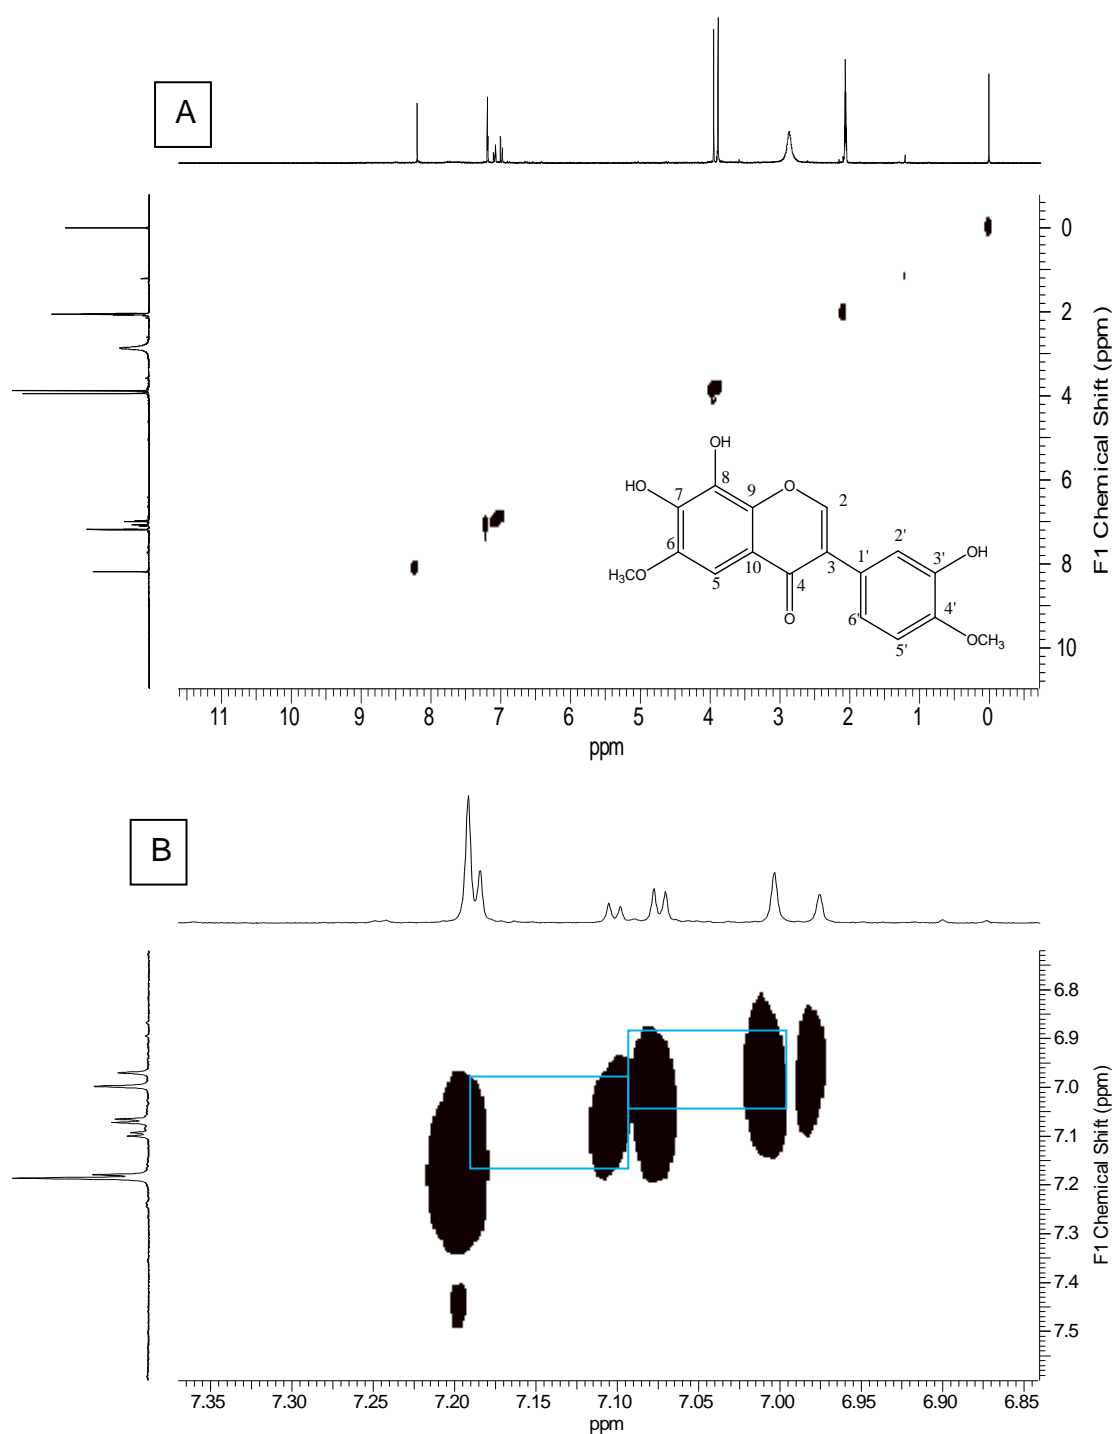 A
0
2
4
6
8
10
F1 Chemical Shift (ppm)
OH
HO
8
9
O
7
2
6
10
5
4
3
H3CO
O
1'
2'
3'
OH
4'
5'
6'
OCH3
11 10 9 8 7 6 5 4 3 2 1 0
ppm
B
6.8
6.9
7.0
7.1
7.2
7.3
7.4
7.5
F1 Chemical Shift (ppm)
7.35 7.30 7.25 7.20 7.15 7.10 7.05 7.00 6.95 6.90 6.85
ppm